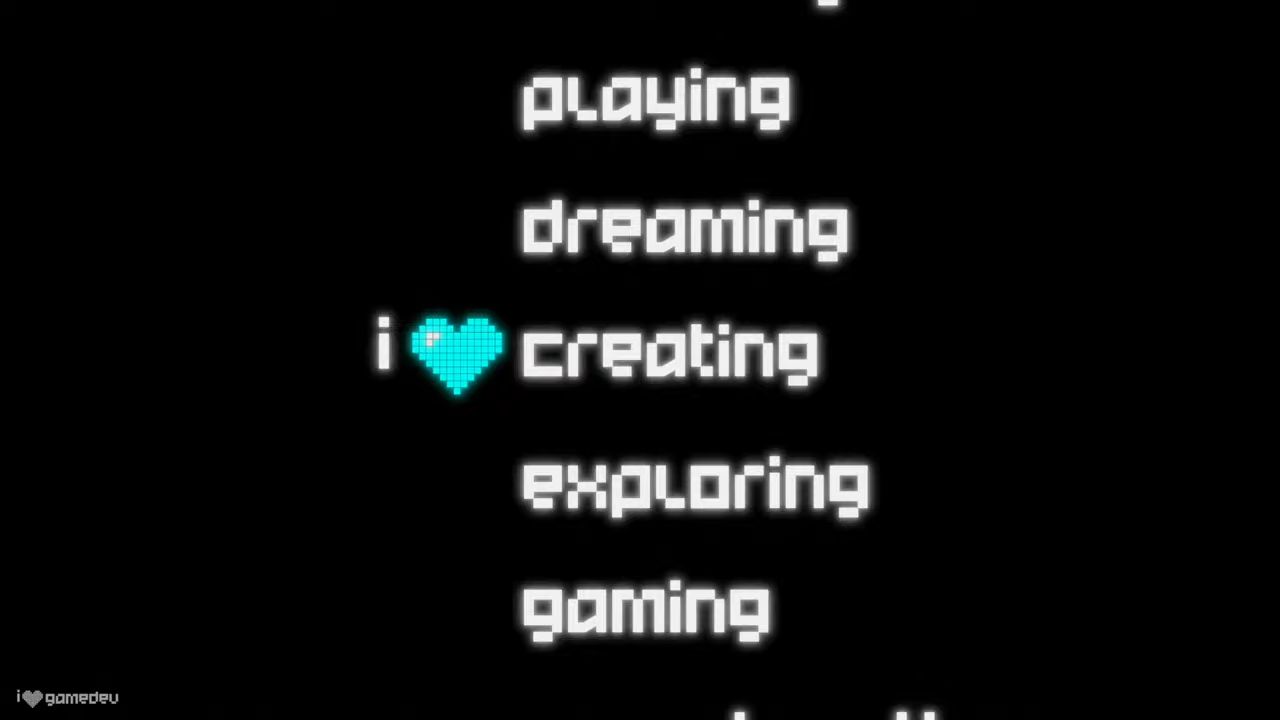 playing
dreaming
i creating
exploring
gaming
i gamedev